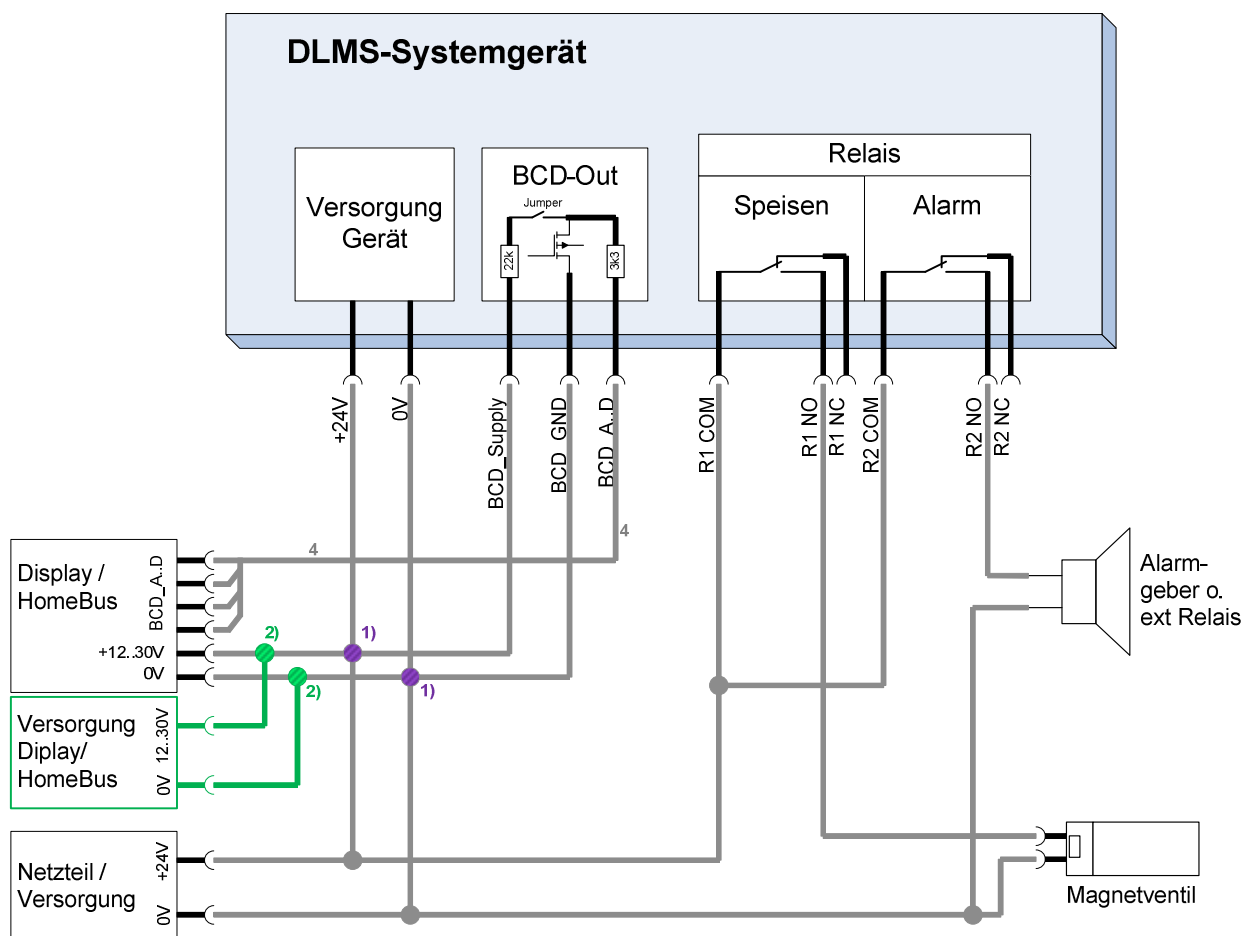 DLMS-Systemgerät
Versorgung
Gerät
BCD-Out
Jumper
22k
3k3
Relais
Speisen
Alarm
+24V
0V
BCD_Supply
BCD_GND
BCD_A..D
R1 COM
R1 NO
R1 NC
R2 COM
R2 NO
R2 NC
4
4
Display /
HomeBus
BCD_A..D
+12..30V
0V
2)
1)
2)
1)
Versorgung
Diplay/
HomeBus
12..30V
0V
Netzteil /
Versorgung
+24V
0V
Alarm-
geber o.
ext Relais
Magnetventil